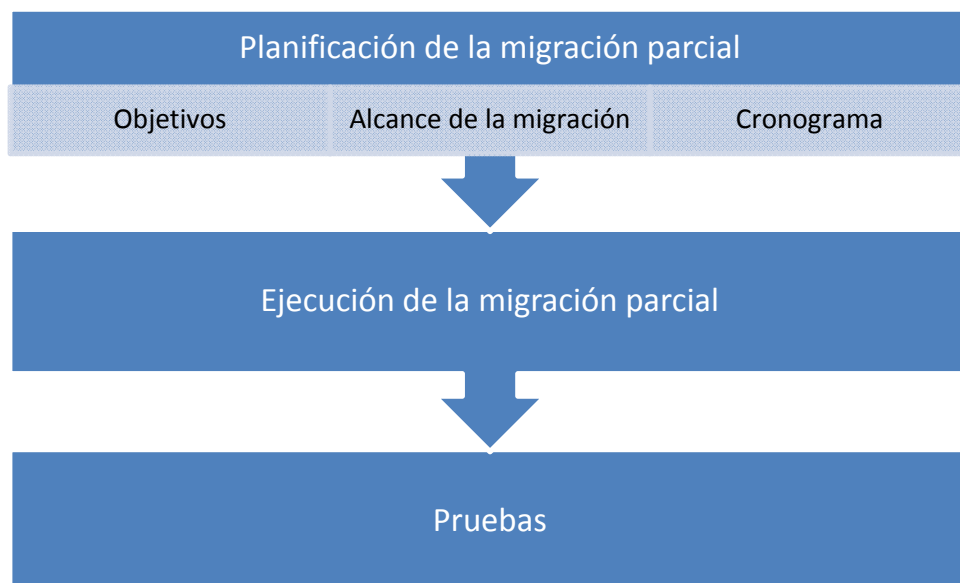 Planificación de la migración parcial
Objetivos
Alcance de la migración
Cronograma
Ejecución de la migración parcial
Pruebas